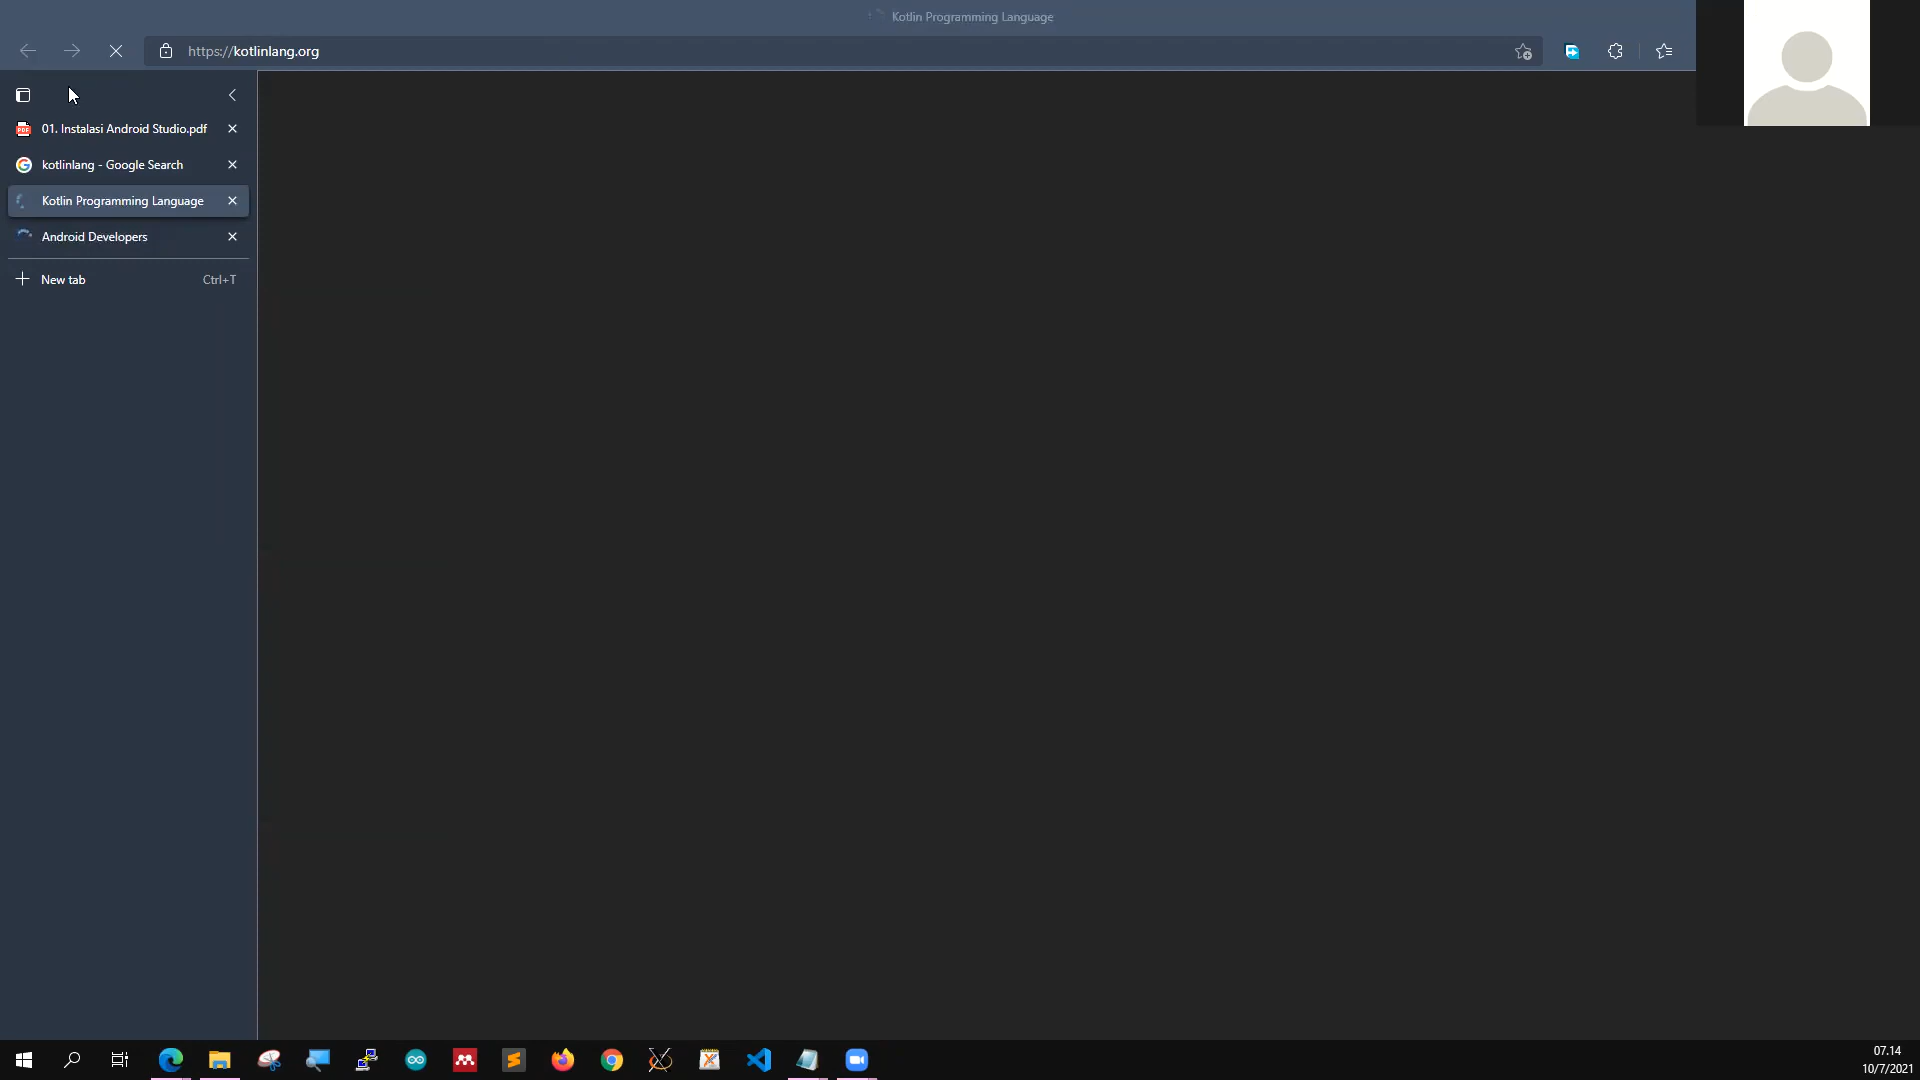 Kotlin Programming Language
https://kotlinlang.org
01. Instalasi Android Studio.pdf
kotlinlang - Google Search
Kotlin Programming Language
Android Developers
New tab Ctrl+T
07.14
10/7/2021